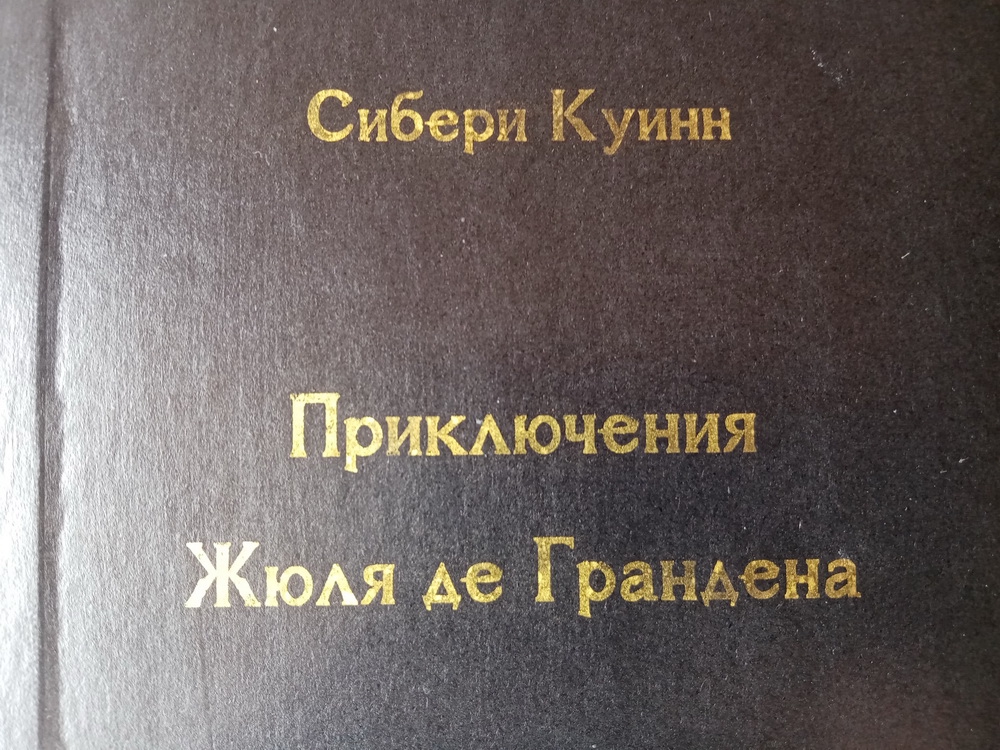 Сибери Куинн
Приключения
Жюля де Грандена